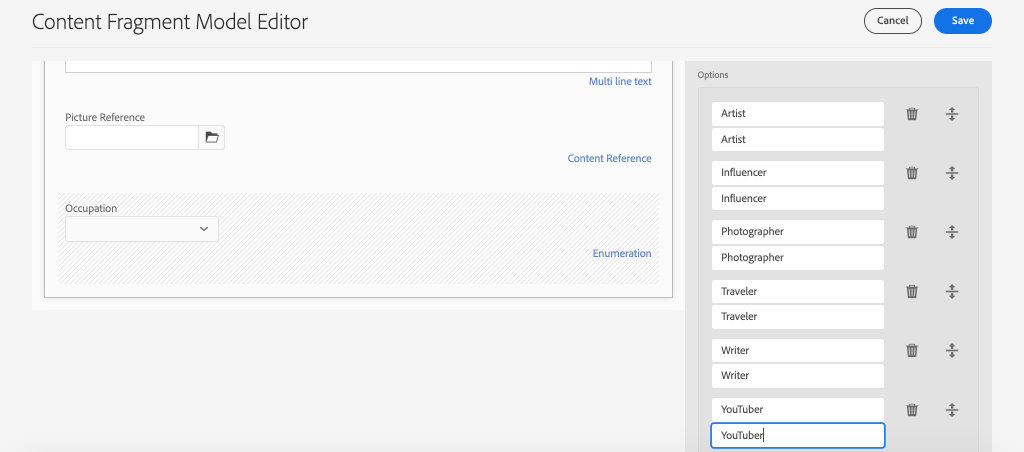 Content Fragment Model Editor
Cancel
Save
Multi line text
Picture Reference
Content Reference
Occupation
Enumeration
Options
Artist
Artist
Influencer
Influencer
Photographer
Photographer
Traveler
Traveler
Writer
Writer
YouTuber
YouTuber